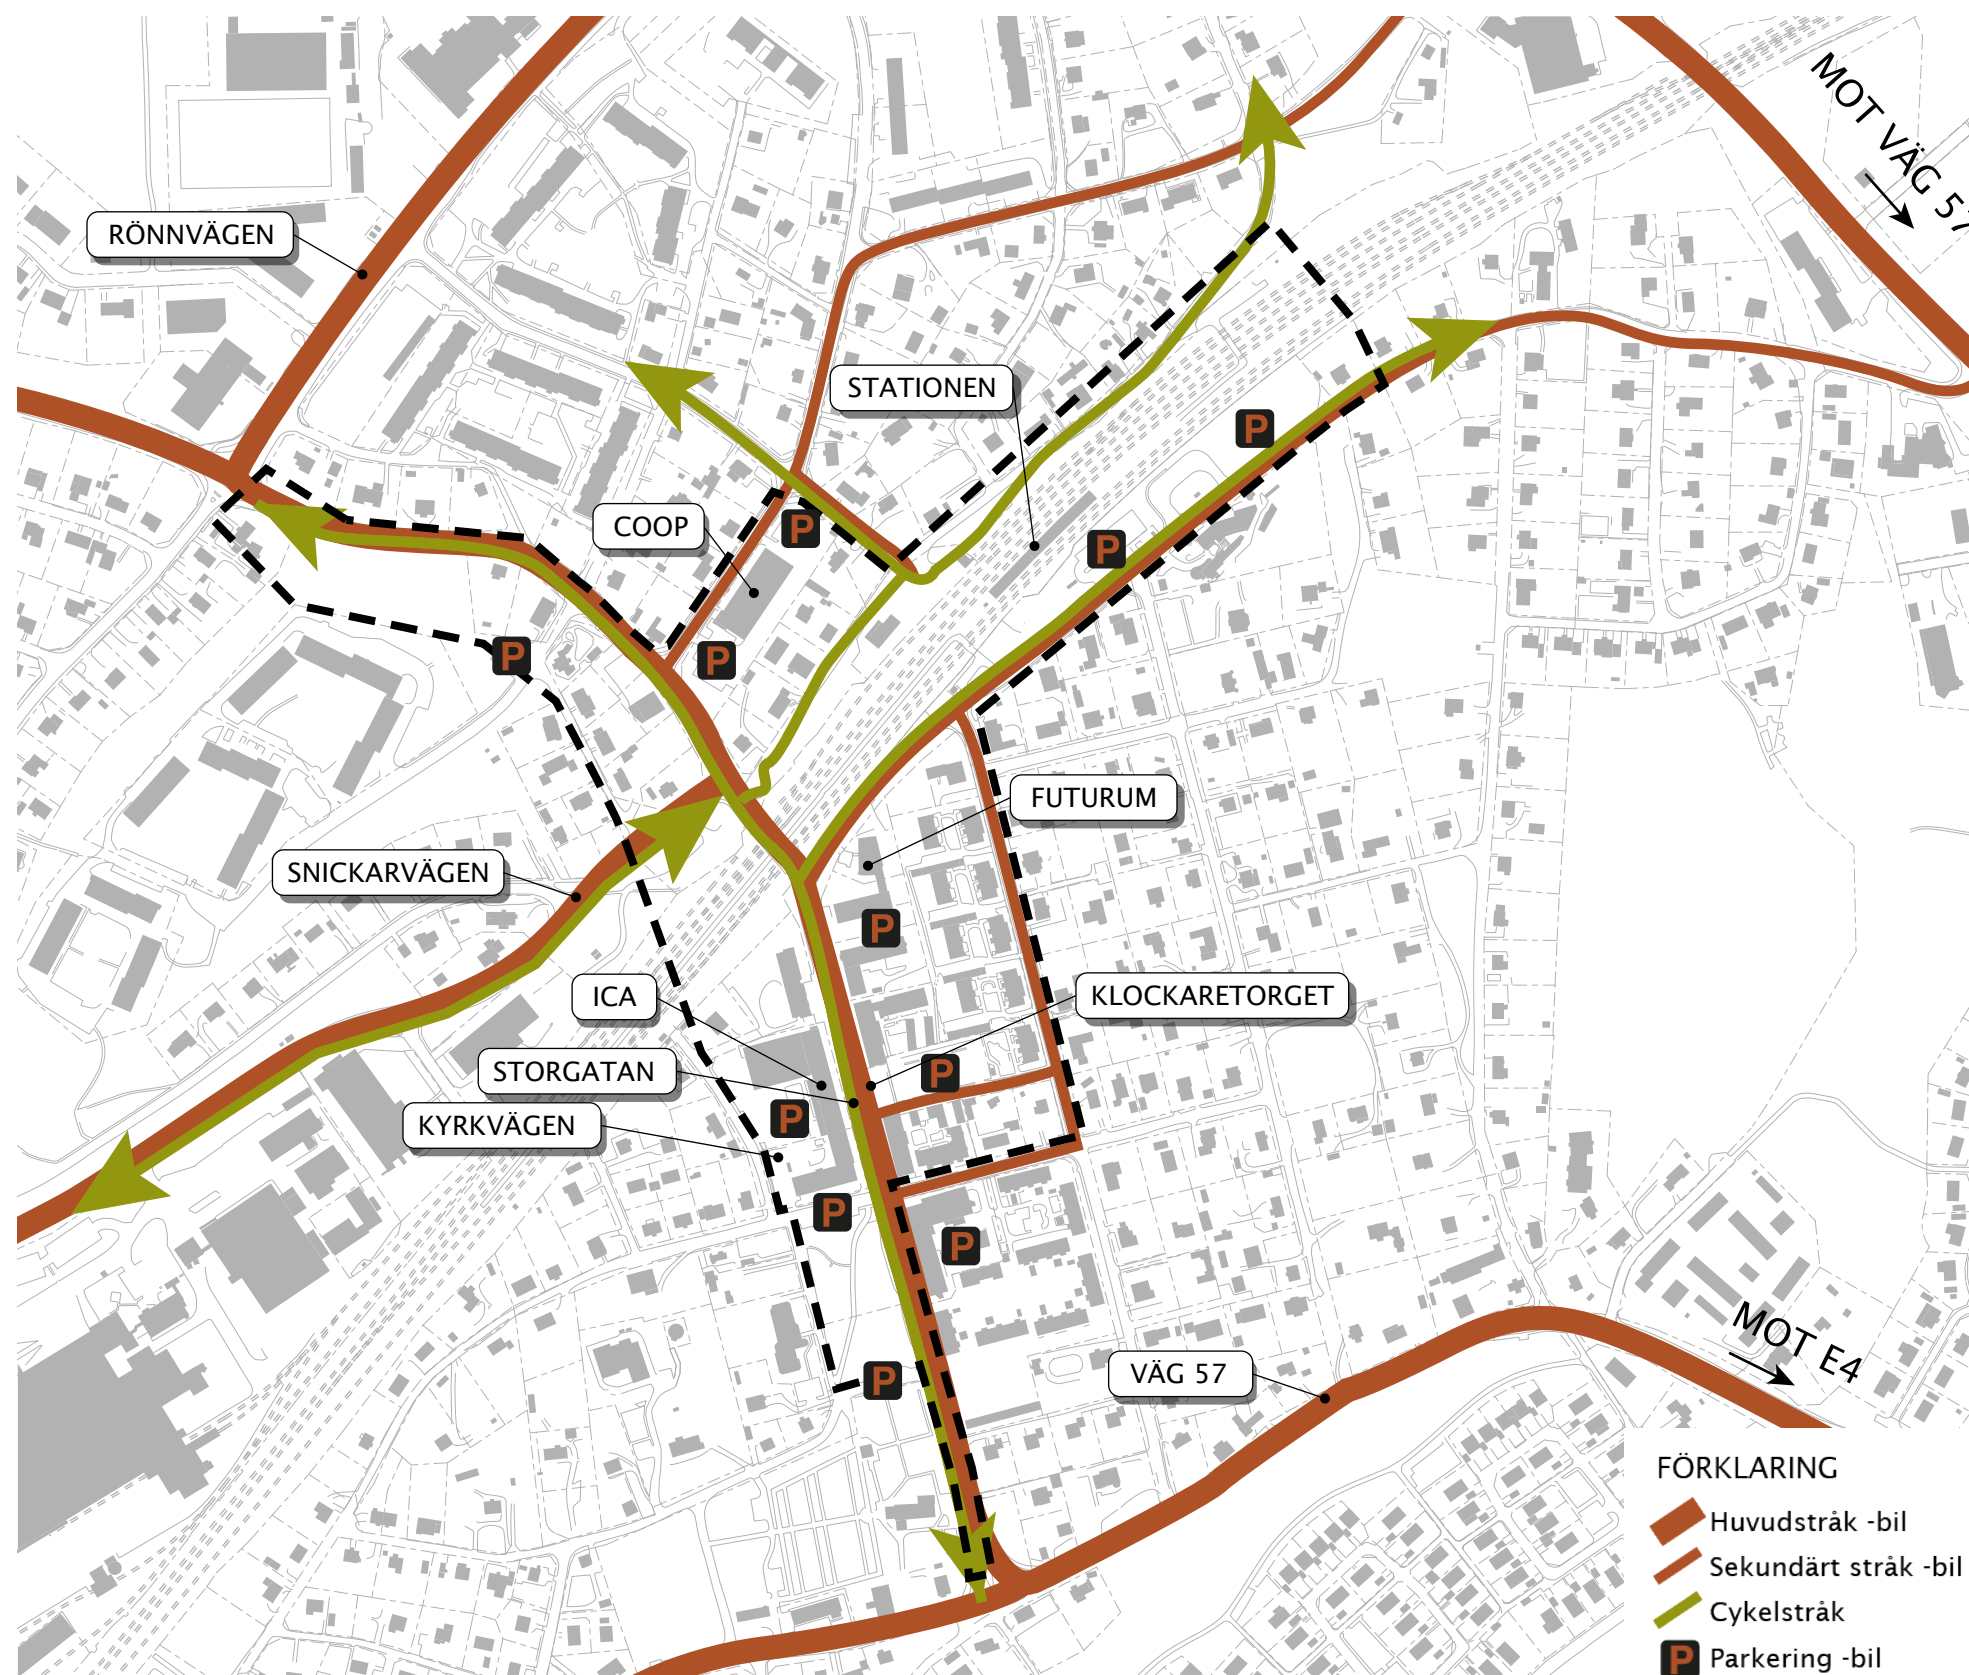 MOT VÄG 57
RÖNNVÄGEN
STATIONEN
P
COOP
P
P
P
P
FUTURUM
SNICKARVÄGEN
P
ICA
KLOCKARETORGET
STORGATAN
P
KYRKVÄGEN
P
P
P
MOT E4
VÄG 57
P
FÖRKLARING
Huvudstråk -bil
Sekundärt stråk -bil
Cykelstråk
P Parkering -bil